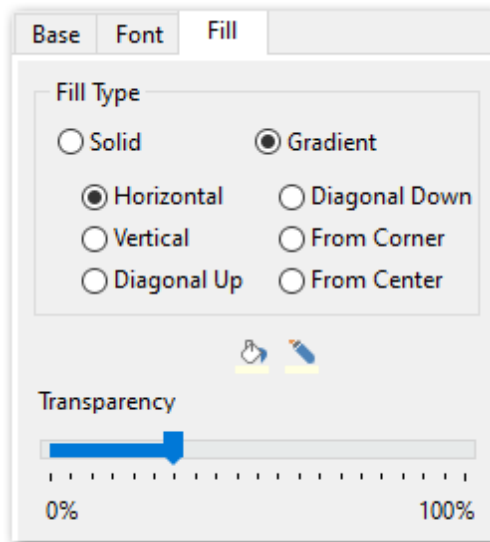 Base Font Fill
Fill Type
Solid Gradient
Horizontal Diagonal Down
Vertical From Corner
Diagonal Up From Center
Transparency
0% 100%